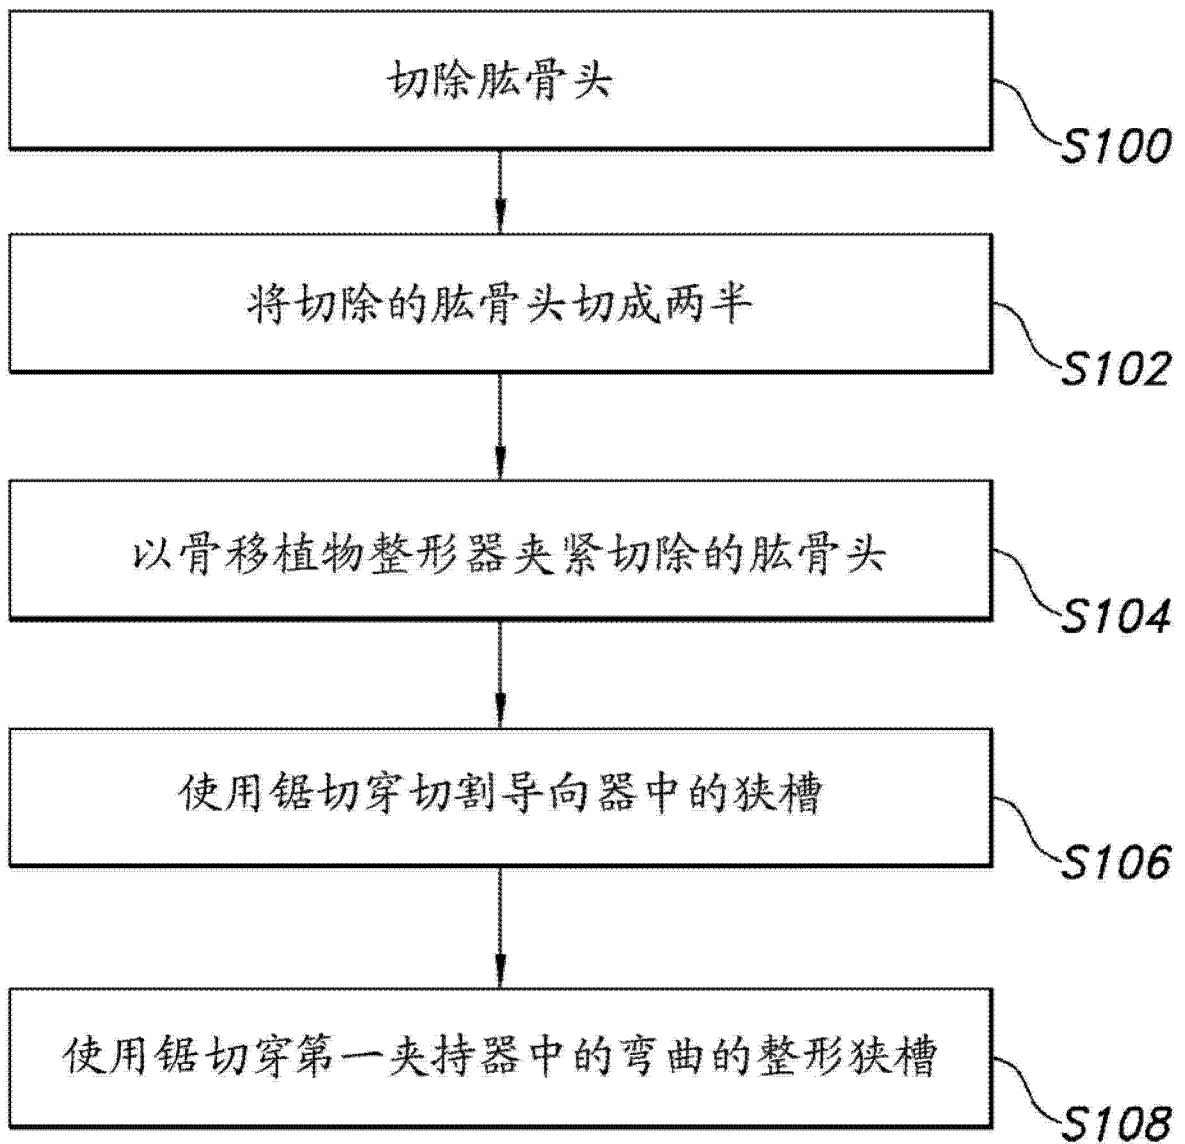 切除肱骨头
S100
将切除的肱骨头切成两半
S102
以骨移植物整形器夹紧切除的肱骨头
S104
使用锯切穿切割导向器中的狭槽
S106
使用锯切穿第一夹持器中的弯曲的整形狭槽
S108